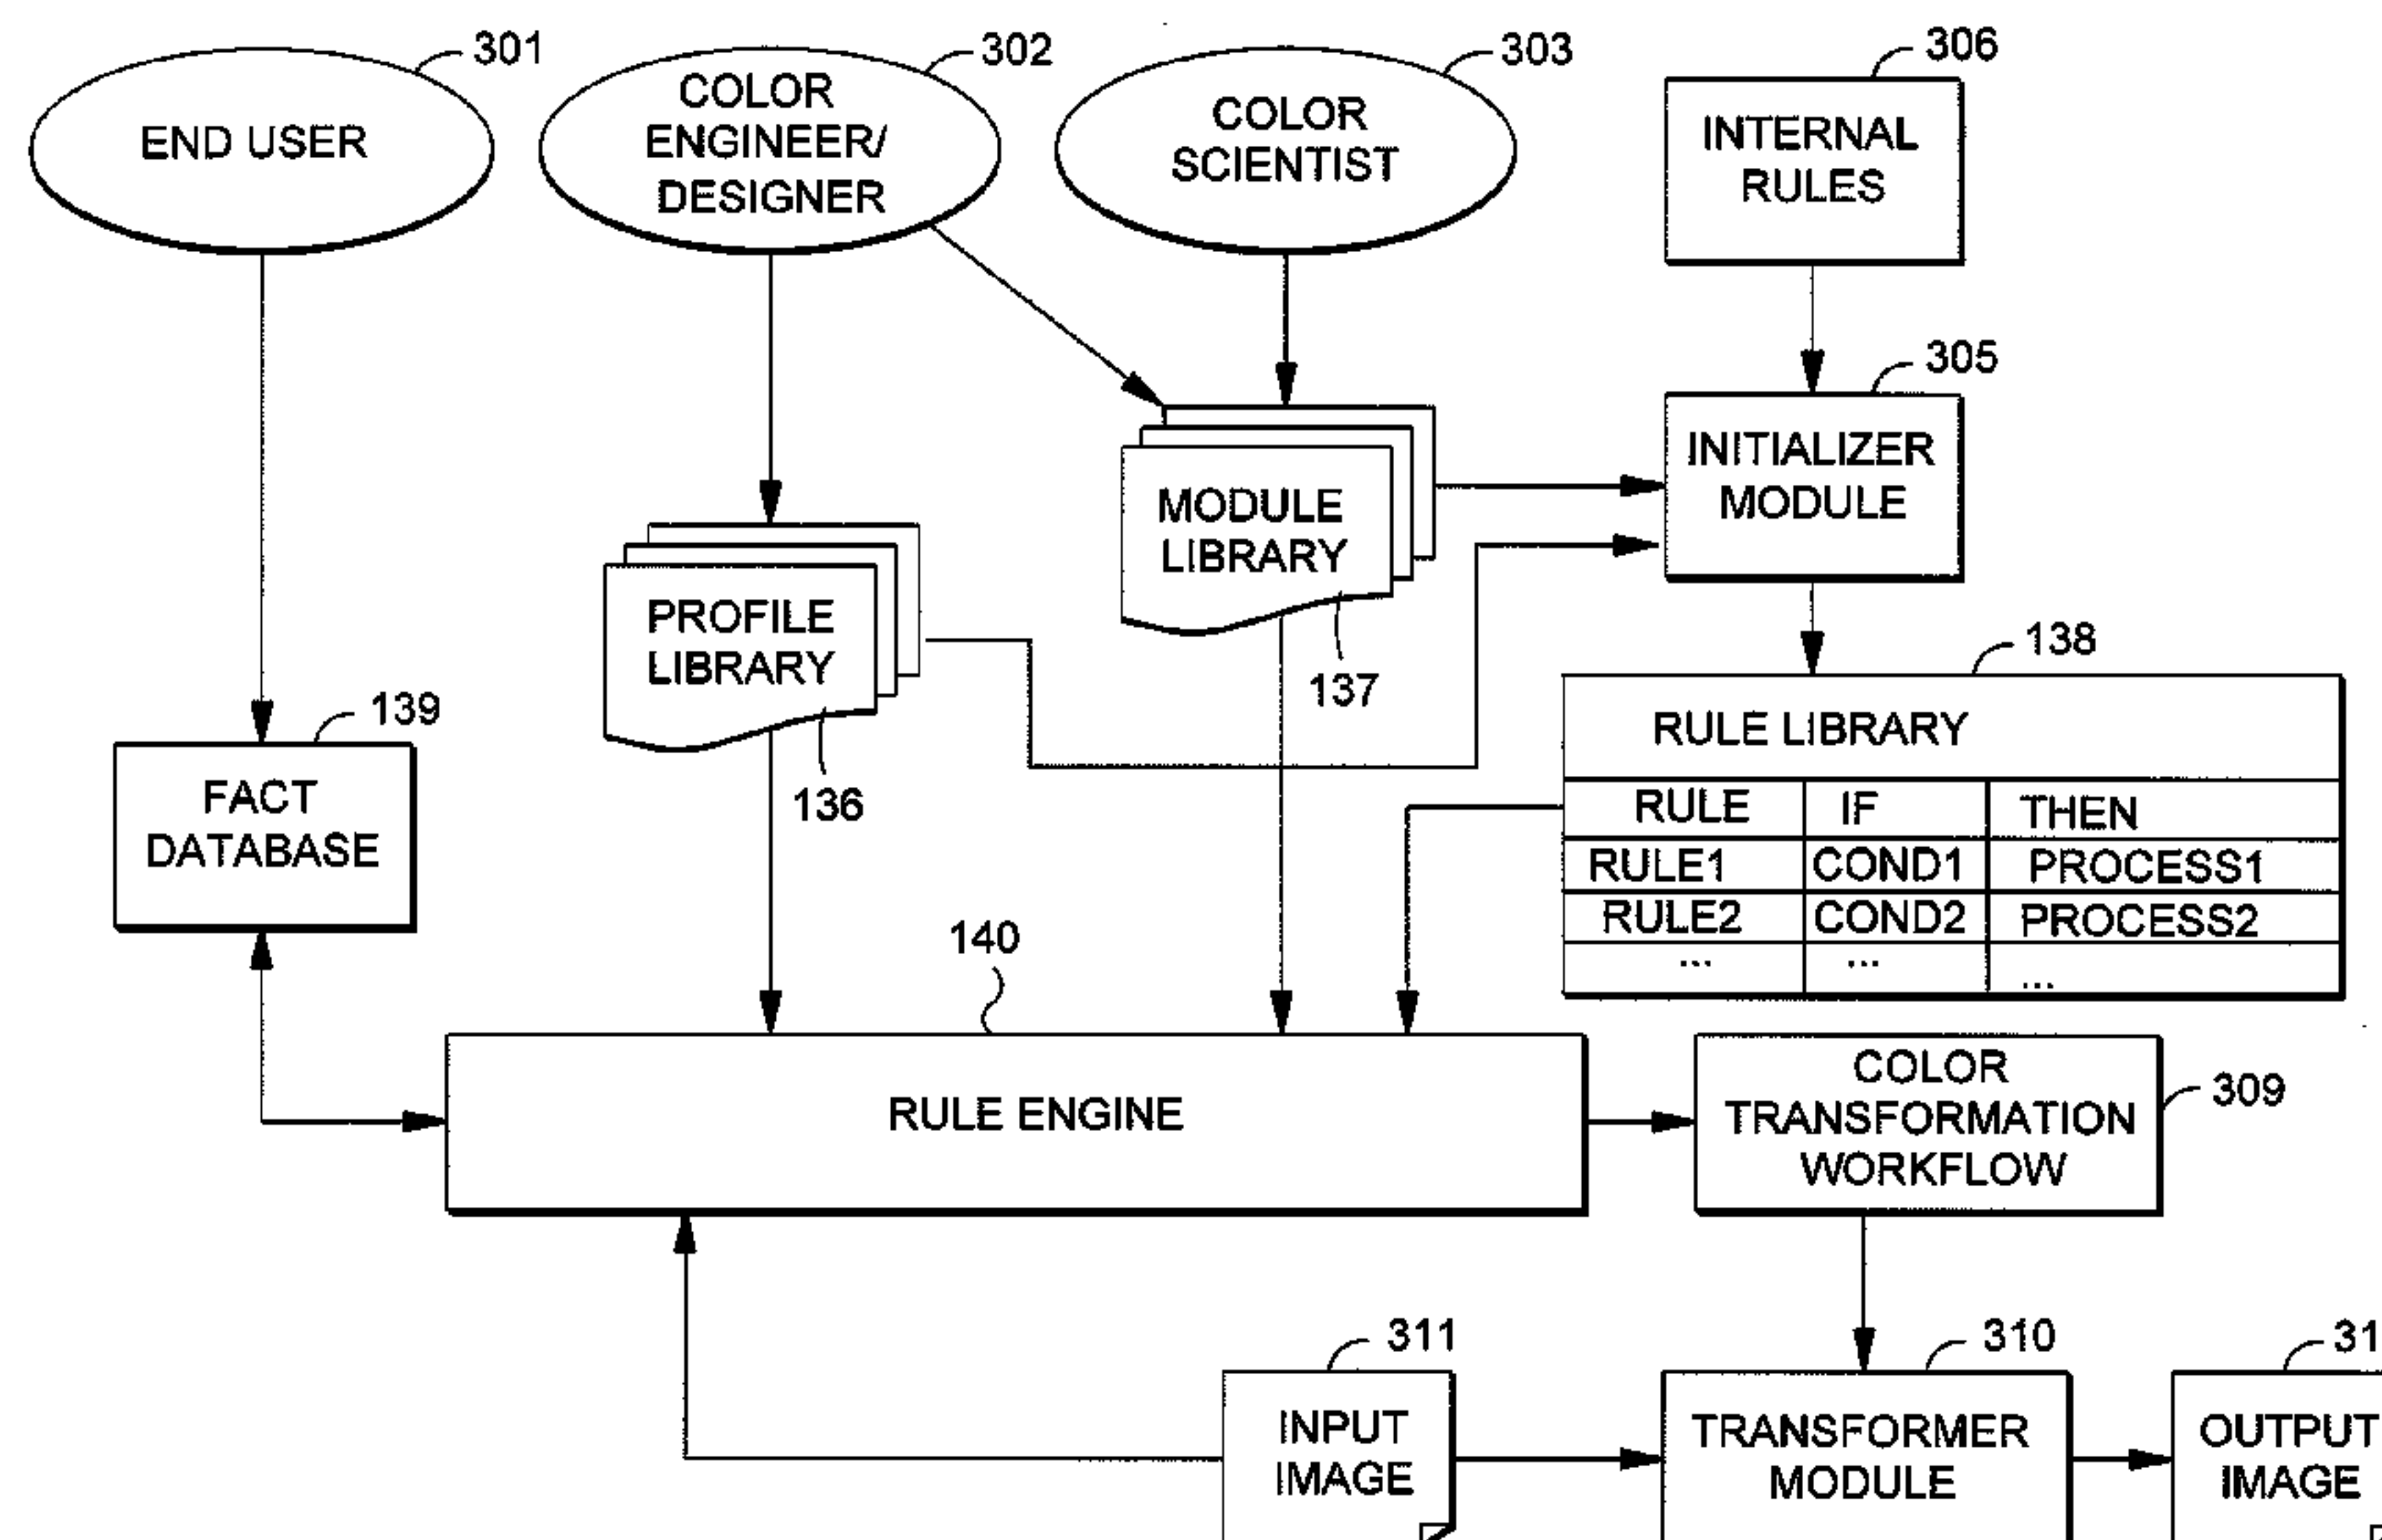 301
302
303
306
END USER
COLOR
ENGINEER/
DESIGNER
COLOR
SCIENTIST
INTERNAL
RULES
305
INITIALIZER
MODULE
MODULE
LIBRARY
137
PROFILE
LIBRARY
136
138
RULE LIBRARY
RULE IF THEN
RULE1 COND1 PROCESS1
RULE2 COND2 PROCESS2
... ... ...
139
FACT
DATABASE
140
RULE ENGINE
COLOR
TRANSFORMATION
WORKFLOW
309
311
INPUT
IMAGE
310
TRANSFORMER
MODULE
31
OUTPUT
IMAGE